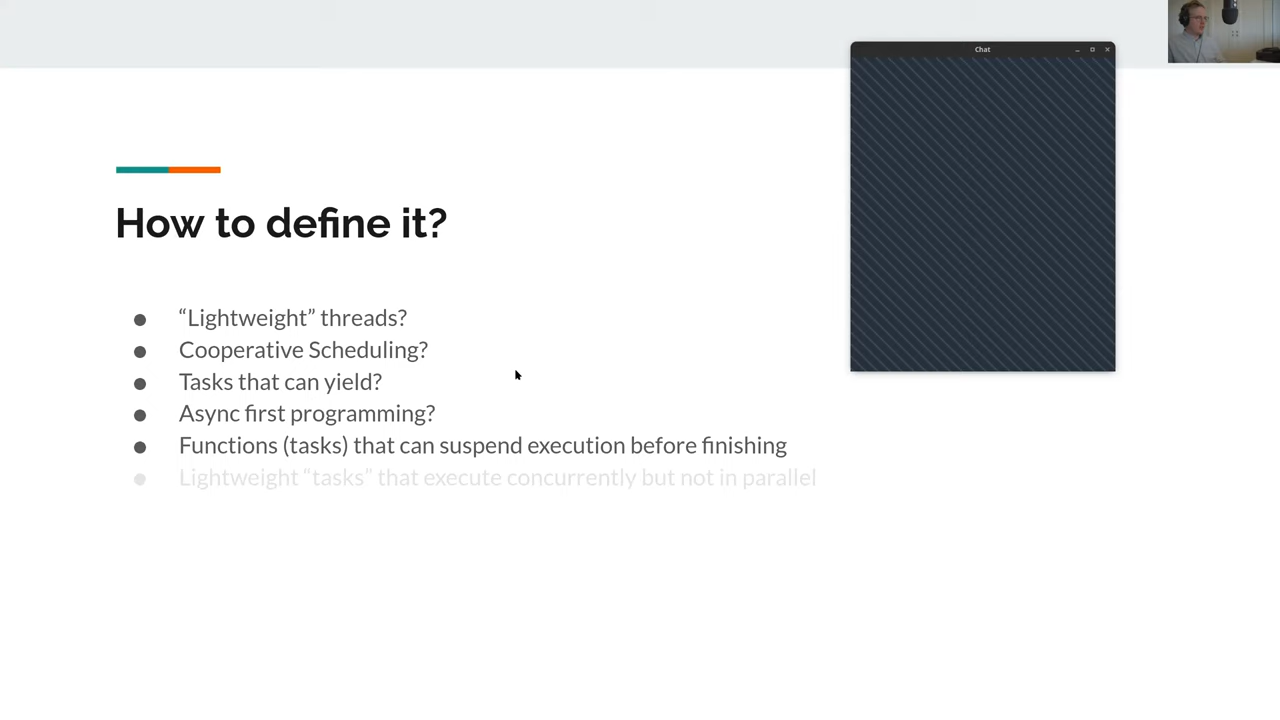 Chat
How to define it?
“Lightweight” threads?
Cooperative Scheduling?
Tasks that can yield?
Async first programming?
Functions (tasks) that can suspend execution before finishing
Lightweight “tasks” that execute concurrently but not in parallel